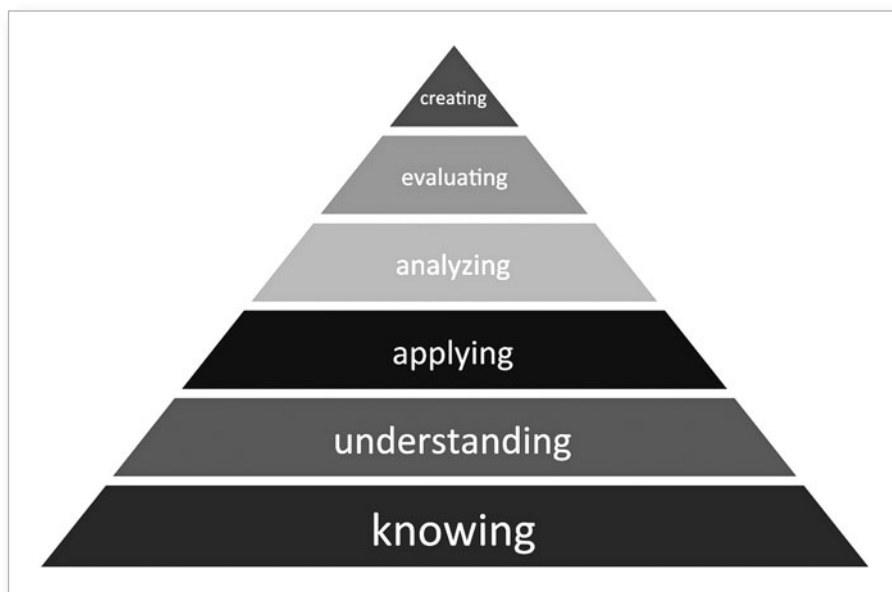 creating
evaluating
analyzing
applying
understanding
knowing